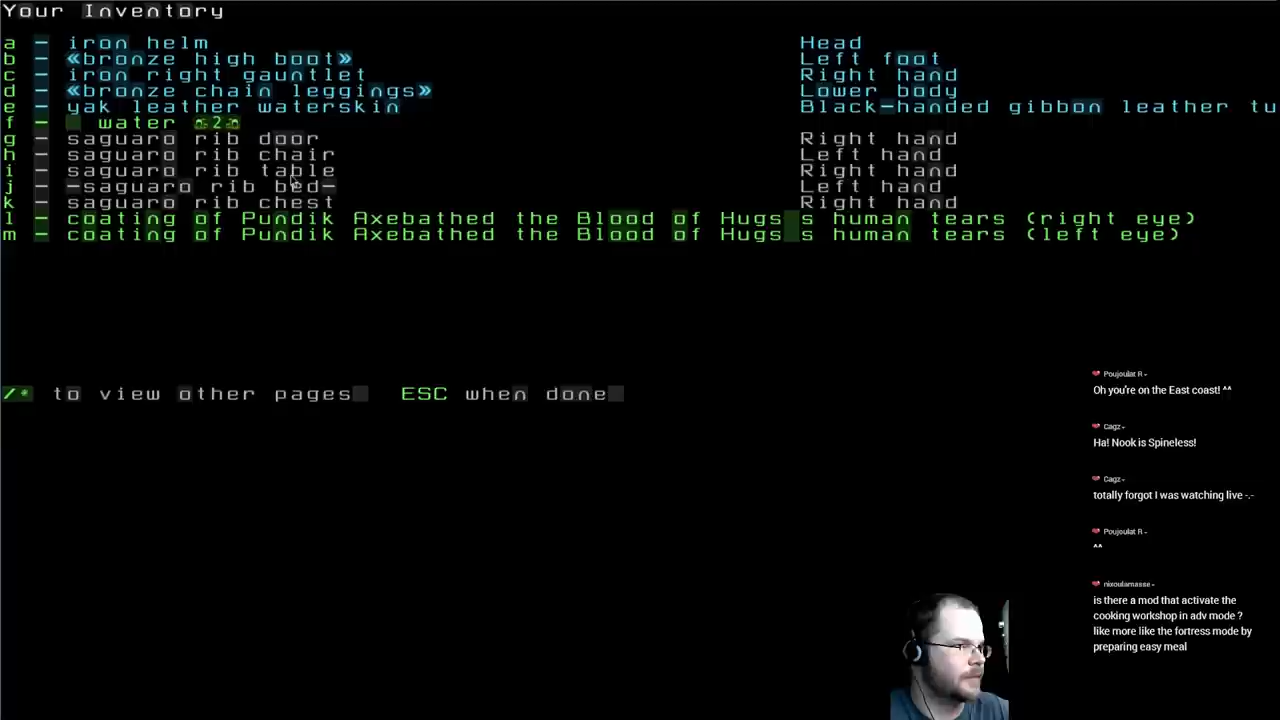 Your Inventory
a - iron helm Head
b - «bronze high boot» Left foot
c - iron right gauntlet Right hand
d - «bronze chain leggings» Lower body
e - yak leather waterskin Black-handed gibbon leather tu
f - water 2
g - saguaro rib door Right hand
h - saguaro rib chair Left hand
i - saguaro rib table Right hand
j - -saguaro rib bed- Left hand
k - saguaro rib chest Right hand
l - coating of Pundik Axebathed the Blood of Hugs s human tears (right eye)
m - coating of Pundik Axebathed the Blood of Hugs s human tears (left eye)
/* to view other pages ESC when done
Poujoulat R -
Oh you're on the East coast! ^^
Cagz -
Ha! Nook is Spineless!
Cagz -
totally forgot I was watching live -.-
Poujoulat R -
^^
nixoulamasse -
is there a mod that activate the
cooking workshop in adv mode ?
like more like the fortress mode by
preparing easy meal